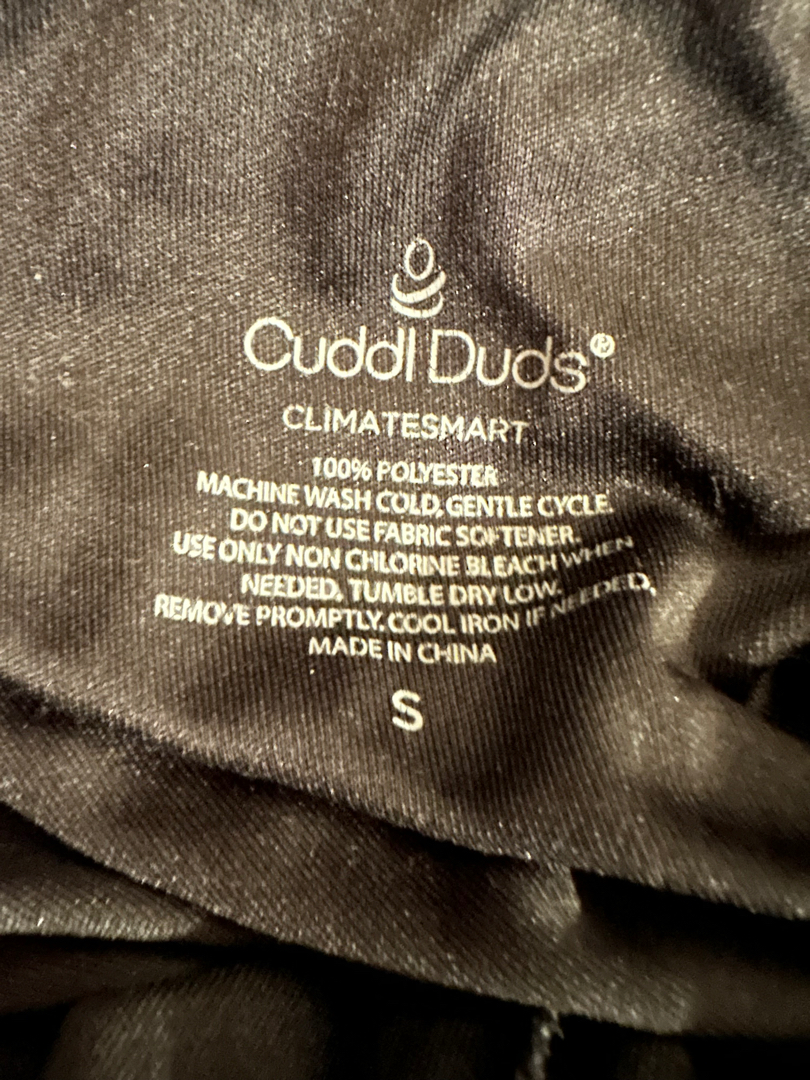 Cuddl Duds®
CLIMATESMART
100% POLYESTER
MACHINE WASH COLD, GENTLE CYCLE.
DO NOT USE FABRIC SOFTENER.
USE ONLY NON CHLORINE BLEACH WHEN
NEEDED. TUMBLE DRY LOW.
REMOVE PROMPTLY. COOL IRON IF NEEDED,
MADE IN CHINA
S